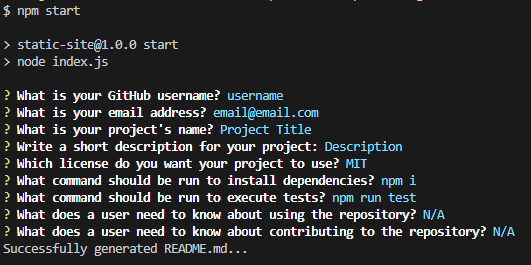 $ npm start
> static-site@1.0.0 start
> node index.js
? What is your GitHub username? username
? What is your email address? email@email.com
? What is your project's name? Project Title
? Write a short description for your project: Description
? Which license do you want your project to use? MIT
? What command should be run to install dependencies? npm i
? What command should be run to execute tests? npm run test
? What does a user need to know about using the repository? N/A
? What does a user need to know about contributing to the repository? N/A
Successfully generated README.md...